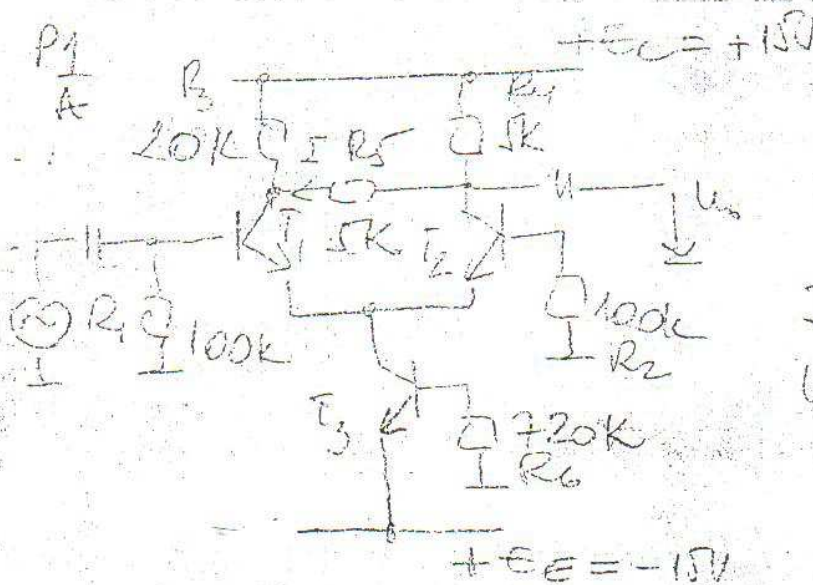 P1
A
+EC = +15V
R3
20K
I
R5
5K
R4
5K
T1
T2
R1
100K
100K
R2
T3
720K
R6
+EE = -15V